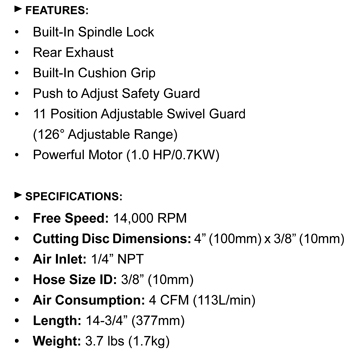 ► FEATURES:
• Built-In Spindle Lock
• Rear Exhaust
• Built-In Cushion Grip
• Push to Adjust Safety Guard
• 11 Position Adjustable Swivel Guard
(126° Adjustable Range)
• Powerful Motor (1.0 HP/0.7KW)
► SPECIFICATIONS:
• Free Speed: 14,000 RPM
• Cutting Disc Dimensions: 4” (100mm) x 3/8” (10mm)
• Air Inlet: 1/4” NPT
• Hose Size ID: 3/8” (10mm)
• Air Consumption: 4 CFM (113L/min)
• Length: 14-3/4” (377mm)
• Weight: 3.7 lbs (1.7kg)